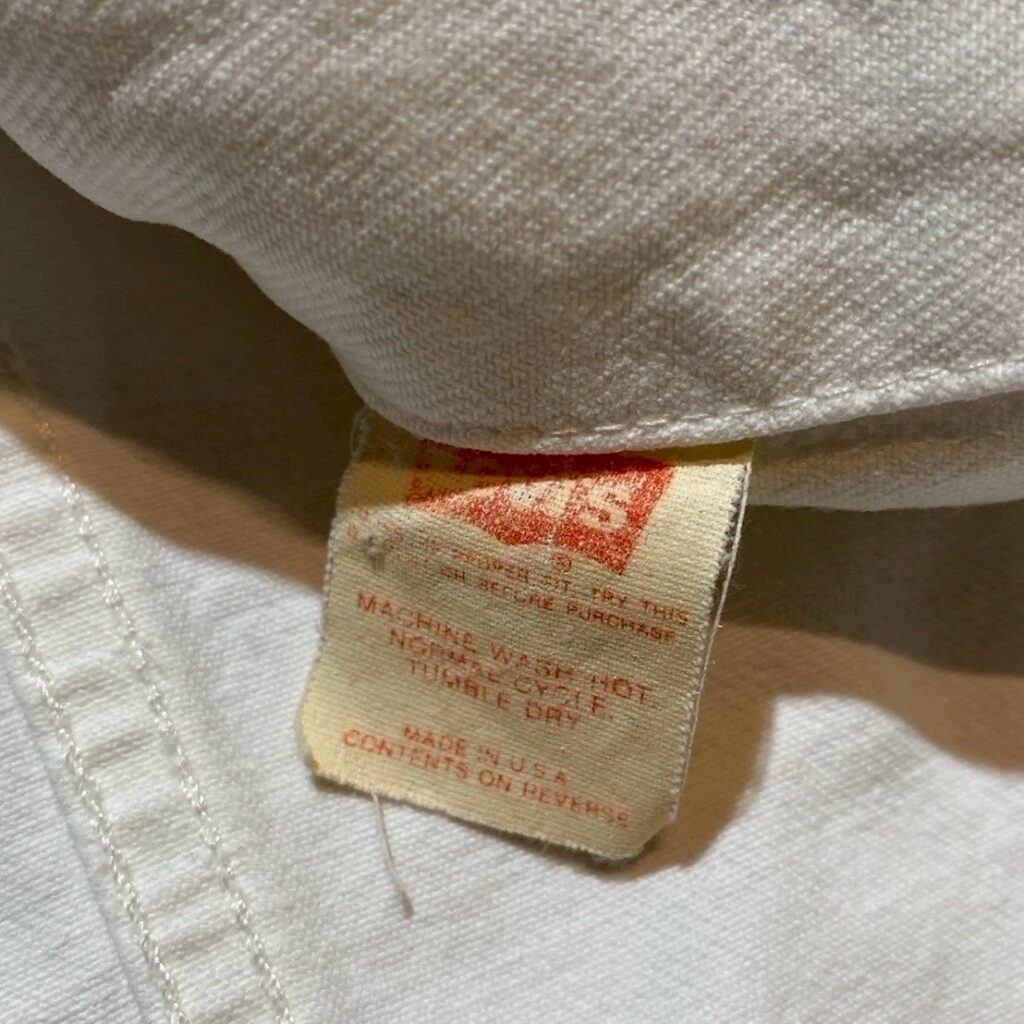 ®
PROPER FIT, TRY THIS
BEFORE PURCHASE
MACHINE WASH HOT.
NORMAL CYCLE.
TUMBLE DRY
MADE IN U.S.A
CONTENTS ON REVERSE